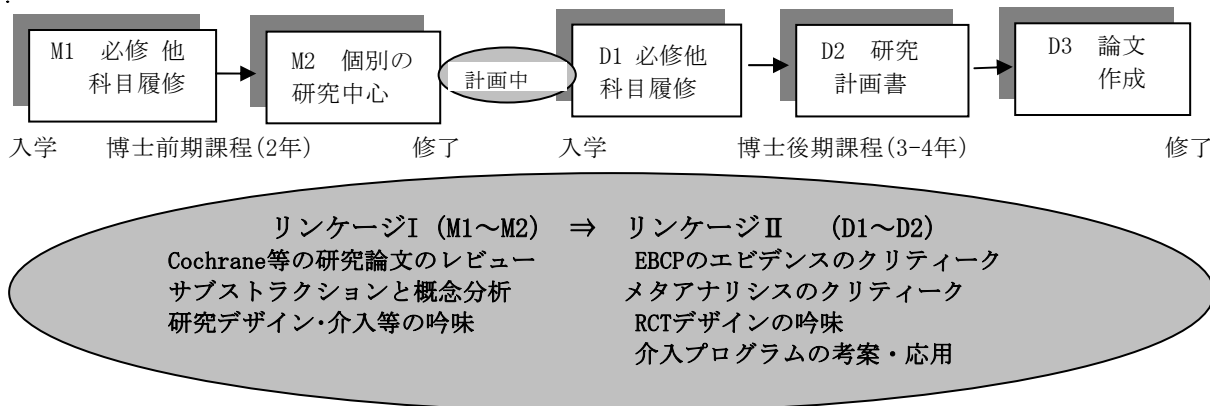 M1 必修 他
科目履修
M2 個別の
研究中心
計画中
D1 必修他
科目履修
D2 研究
計画書
D3 論文
作成
入学 博士前期課程(2年) 修了 入学 博士後期課程(3-4年) 修了
リンケージI (M1～M2) ⇒ リンケージⅡ (D1～D2)
Cochrane等の研究論文のレビュー EBCPのエビデンスのクリティーク
サブストラクションと概念分析 メタアナリシスのクリティーク
研究デザイン・介入等の吟味 RCTデザインの吟味
介入プログラムの考案・応用